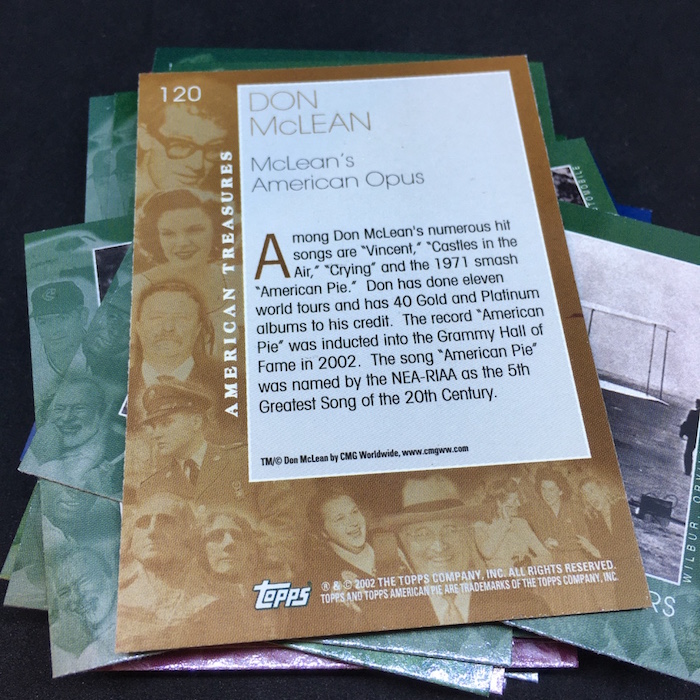 120
DON
McLEAN
McLean's
American Opus
AMERICAN TREASURES
Among Don McLean's numerous hit
songs are "Vincent," "Castles in the
Air," "Crying" and the 1971 smash
"American Pie." Don has done eleven
world tours and has 40 Gold and Platinum
albums to his credit. The record "American
Pie" was inducted into the Grammy Hall of
Fame in 2002. The song "American Pie"
was named by the NEA-RIAA as the 5th
Greatest Song of the 20th Century.
TM/© Don McLean by CMG Worldwide, www.cmgww.com
topps
® & © 2002 THE TOPPS COMPANY, INC. ALL RIGHTS RESERVED.
TOPPS AND TOPPS AMERICAN PIE ARE TRADEMARKS OF THE TOPPS COMPANY, INC.
WILBUR
RS